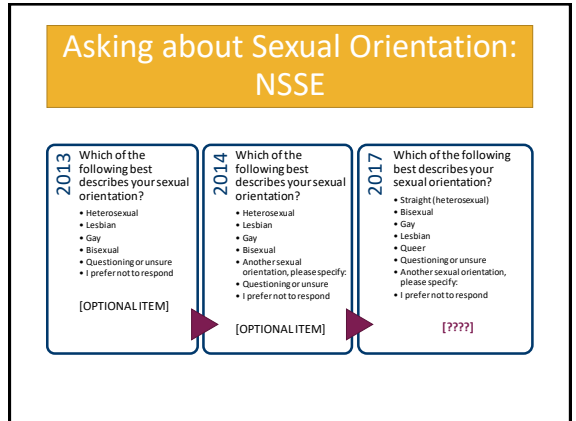 Asking about Sexual Orientation:
NSSE
2013
Which of the
following best
describes your sexual
orientation?
• Heterosexual
• Lesbian
• Gay
• Bisexual
• Questioning or unsure
• I prefer not to respond
[OPTIONAL ITEM]
2014
Which of the
following best
describes your sexual
orientation?
• Heterosexual
• Lesbian
• Gay
• Bisexual
• Another sexual
orientation, please specify:
• Questioning or unsure
• I prefer not to respond
[OPTIONAL ITEM]
2017
Which of the following
best describes your
sexual orientation?
• Straight (heterosexual)
• Bisexual
• Gay
• Lesbian
• Queer
• Questioning or unsure
• Another sexual orientation,
please specify:
• I prefer not to respond
[????]